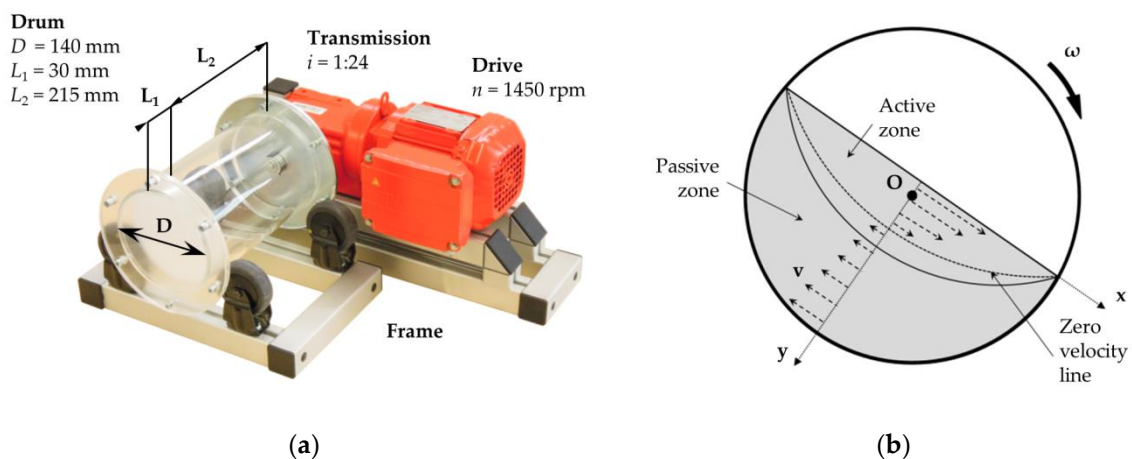 Drum
D = 140 mm
L1 = 30 mm
L2 = 215 mm
L1
L2
Transmission
i = 1:24
Drive
n = 1450 rpm
D
Frame
(a)
ω
Active
zone
Passive
zone
O
v
x
y
Zero
velocity
line
(b)